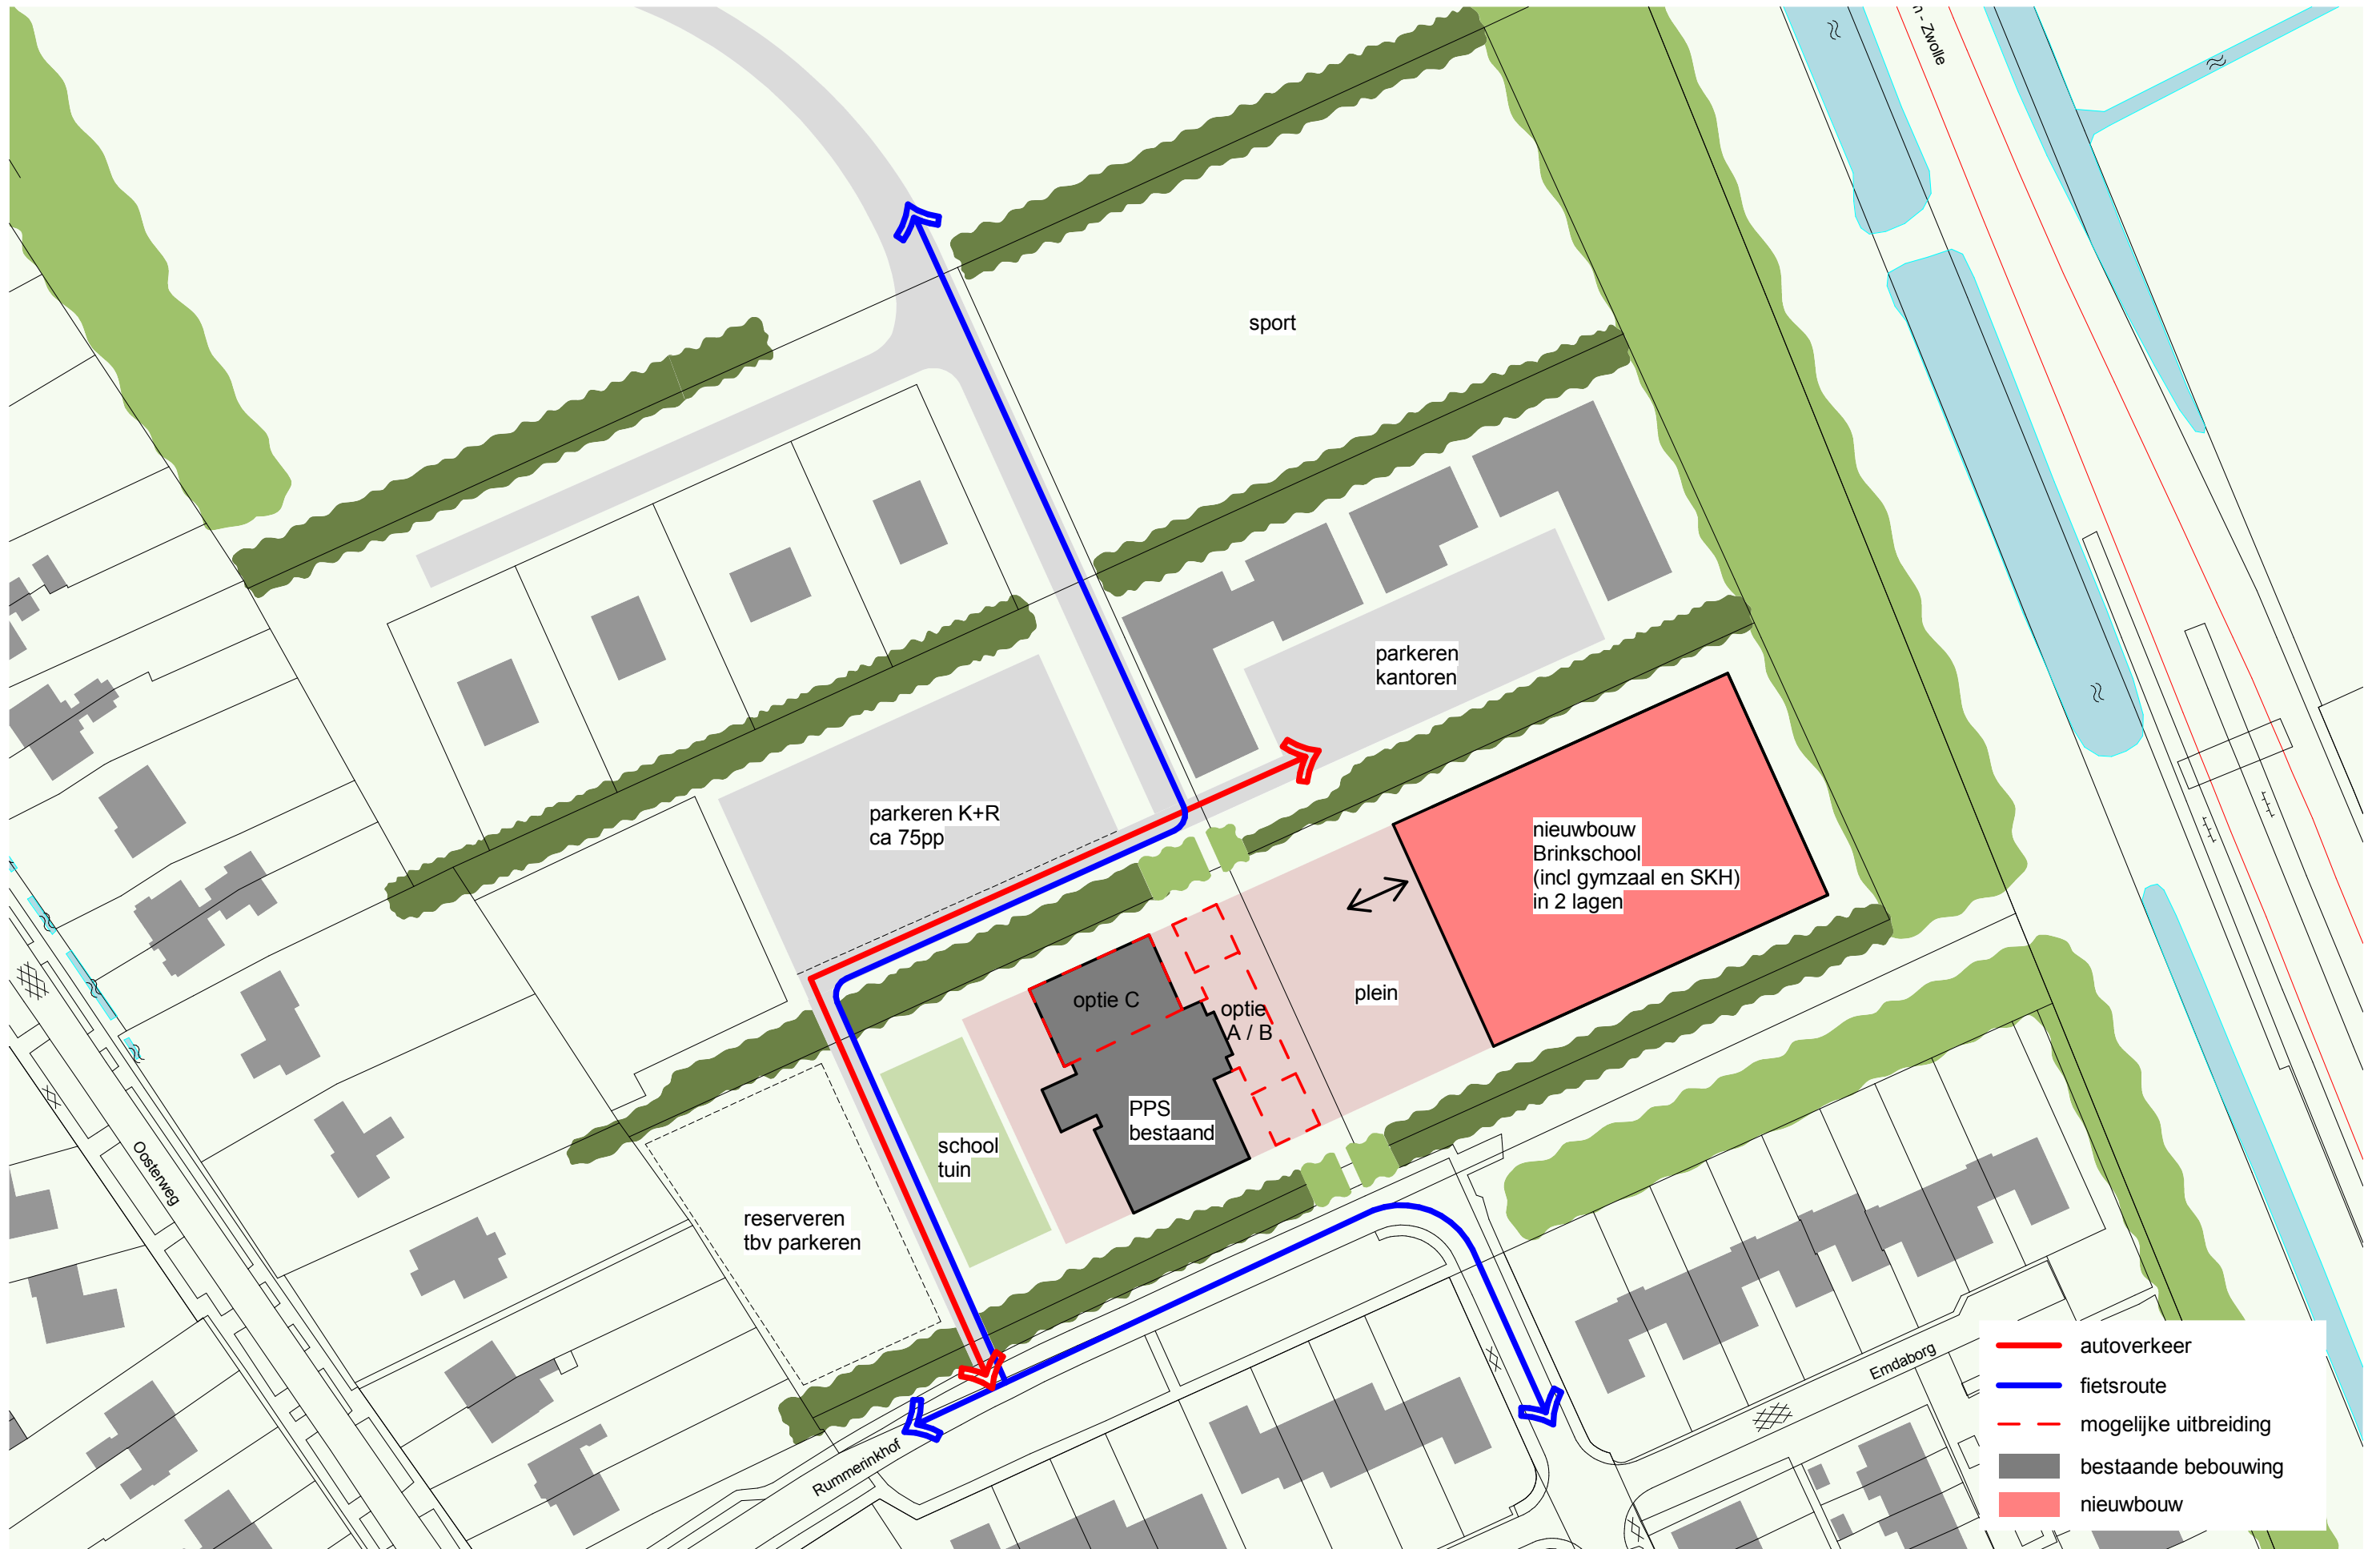 n - Zwolle
sport
parkeren
kantoren
parkeren K+R
ca 75pp
nieuwbouw
Brinkschool
(incl gymzaal en SKH)
in 2 lagen
optie C
optie
A / B
plein
PPS
bestaand
school
tuin
reserveren
tbv parkeren
Oosterweg
Rummerinkhof
Emdaborg
autoverkeer
fietsroute
mogelijke uitbreiding
bestaande bebouwing
nieuwbouw